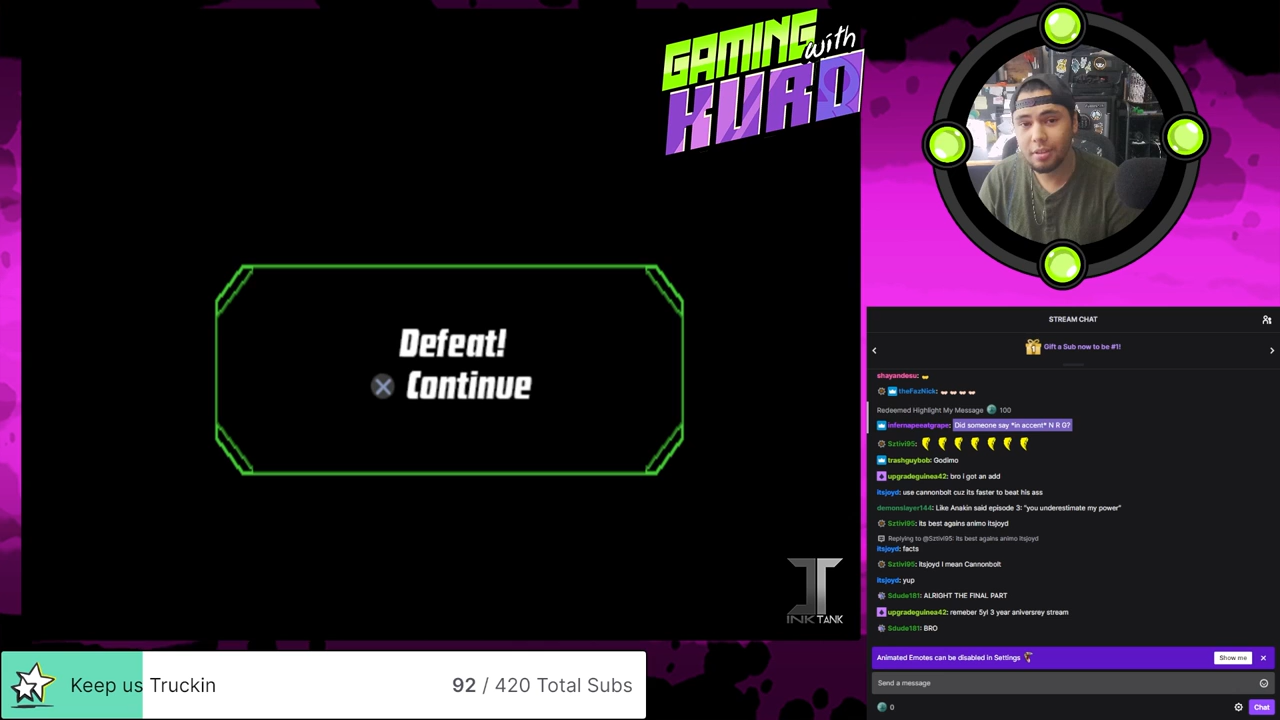 GAMING with
KURO
Defeat!
Continue
INKTANK
Keep us Truckin
92 / 420 Total Subs
STREAM CHAT
Gift a Sub now to be #1!
shayandesu:
theFazNick:
Redeemed Highlight My Message 100
infernapeeatgrape: Did someone say *in accent* N R G?
Sztivi95:
trashguybob: Godimo
upgradeguinea42: bro i got an add
itsjoyd: use cannonbolt cuz its faster to beat his ass
demonslayer144: Like Anakin said episode 3: "you underestimate my power"
Sztivi95: Its best agains animo itsjoyd
Replying to @Sztivi95: Its best agains animo itsjoyd
itsjoyd: facts
Sztivi95: itsjoyd I mean Cannonbolt
itsjoyd: yup
Sdude181: ALRIGHT THE FINAL PART
upgradeguinea42: remeber 5yl 3 year aniversrey stream
Sdude181: BRO
Animated Emotes can be disabled in Settings
Show me
Send a message
0
Chat